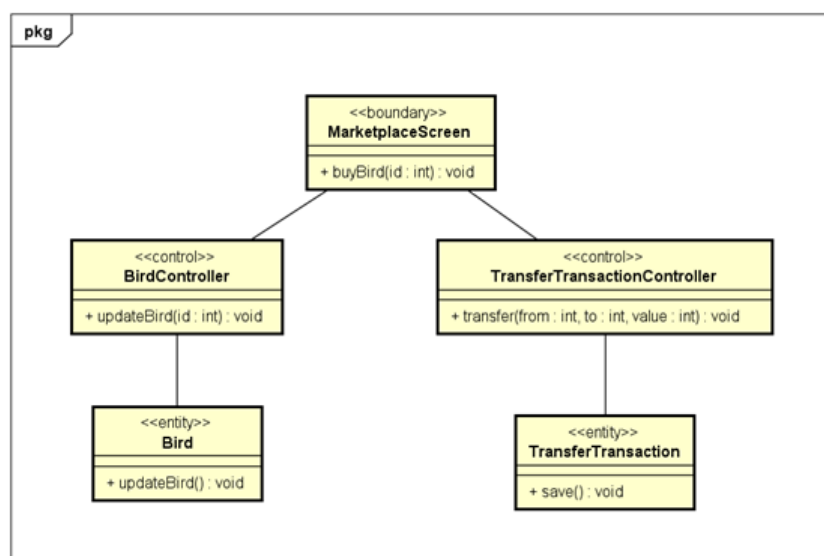 pkg
<<boundary>>
MarketplaceScreen
+ buyBird(id : int) : void
<<control>>
BirdController
+ updateBird(id : int) : void
<<control>>
TransferTransactionController
+ transfer(from : int, to : int, value : int) : void
<<entity>>
Bird
+ updateBird() : void
<<entity>>
TransferTransaction
+ save() : void